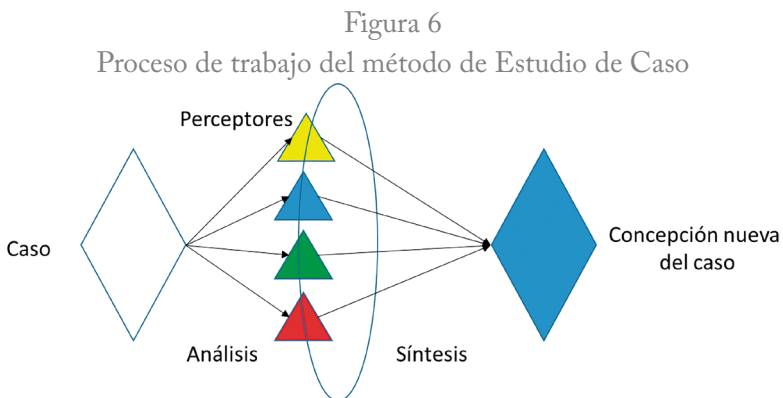 Figura 6
Proceso de trabajo del método de Estudio de Caso
Perceptores
Caso
Concepción nueva
del caso
Análisis
Síntesis